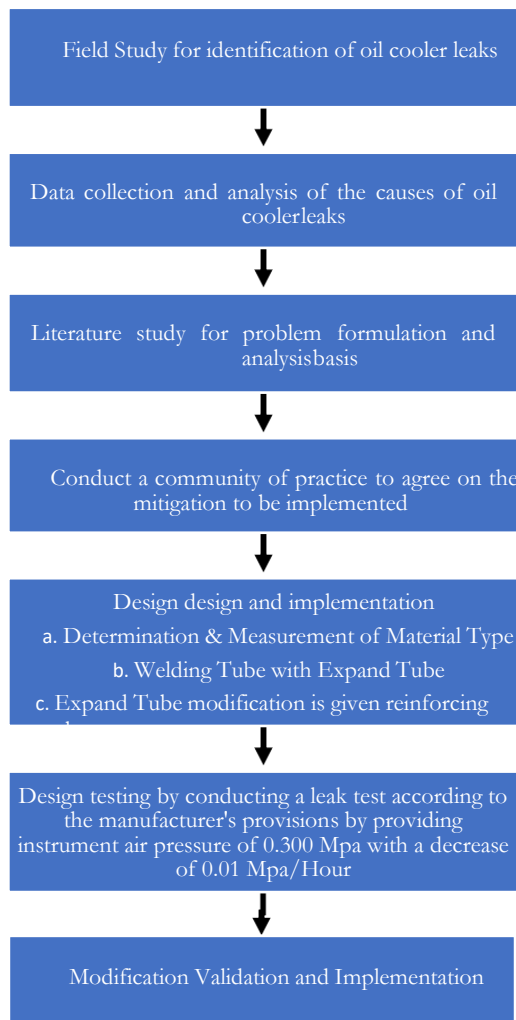 Field Study for identification of oil cooler leaks
Data collection and analysis of the causes of oil
coolerleaks
Literature study for problem formulation and
analysisbasis
Conduct a community of practice to agree on the
mitigation to be implemented
Design design and implementation
a. Determination & Measurement of Material Type
b. Welding Tube with Expand Tube
c. Expand Tube modification is given reinforcing
Design testing by conducting a leak test according to
the manufacturer's provisions by providing
instrument air pressure of 0.300 Mpa with a decrease
of 0.01 Mpa/Hour
Modification Validation and Implementation